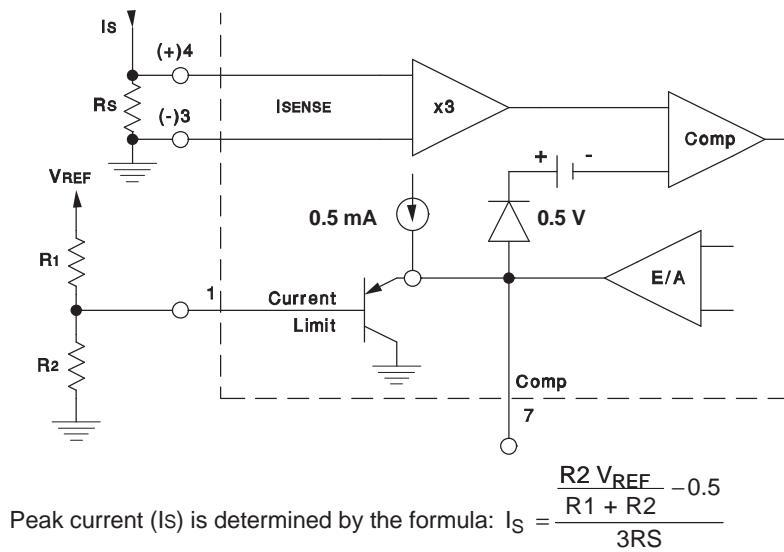 IS
(+)4
RS
ISENSE
x3
(-)3
Comp
+ -
VREF
0.5 mA
0.5 V
R1
E/A
1
Current
Limit
R2
Comp
7
Peak current (IS) is determined by the formula: IS = (R2 VREF / R1 + R2 −0.5) / 3RS